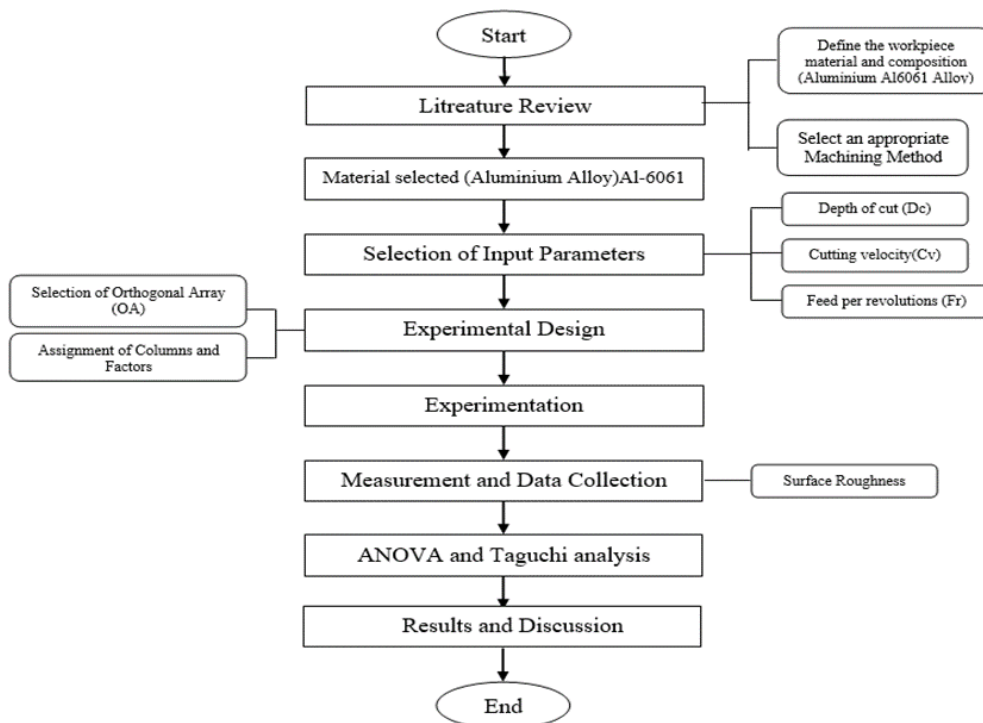 Start
Define the workpiece
material and composition
(Aluminium Al6061 Alloy)
Litreature Review
Select an appropriate
Machining Method
Material selected (Aluminium Alloy)Al-6061
Depth of cut (Dc)
Selection of Input Parameters
Cutting velocity(Cv)
Feed per revolutions (Fr)
Selection of Orthogonal Array
(OA)
Experimental Design
Assignment of Columns and
Factors
Experimentation
Measurement and Data Collection
Surface Roughness
ANOVA and Taguchi analysis
Results and Discussion
End